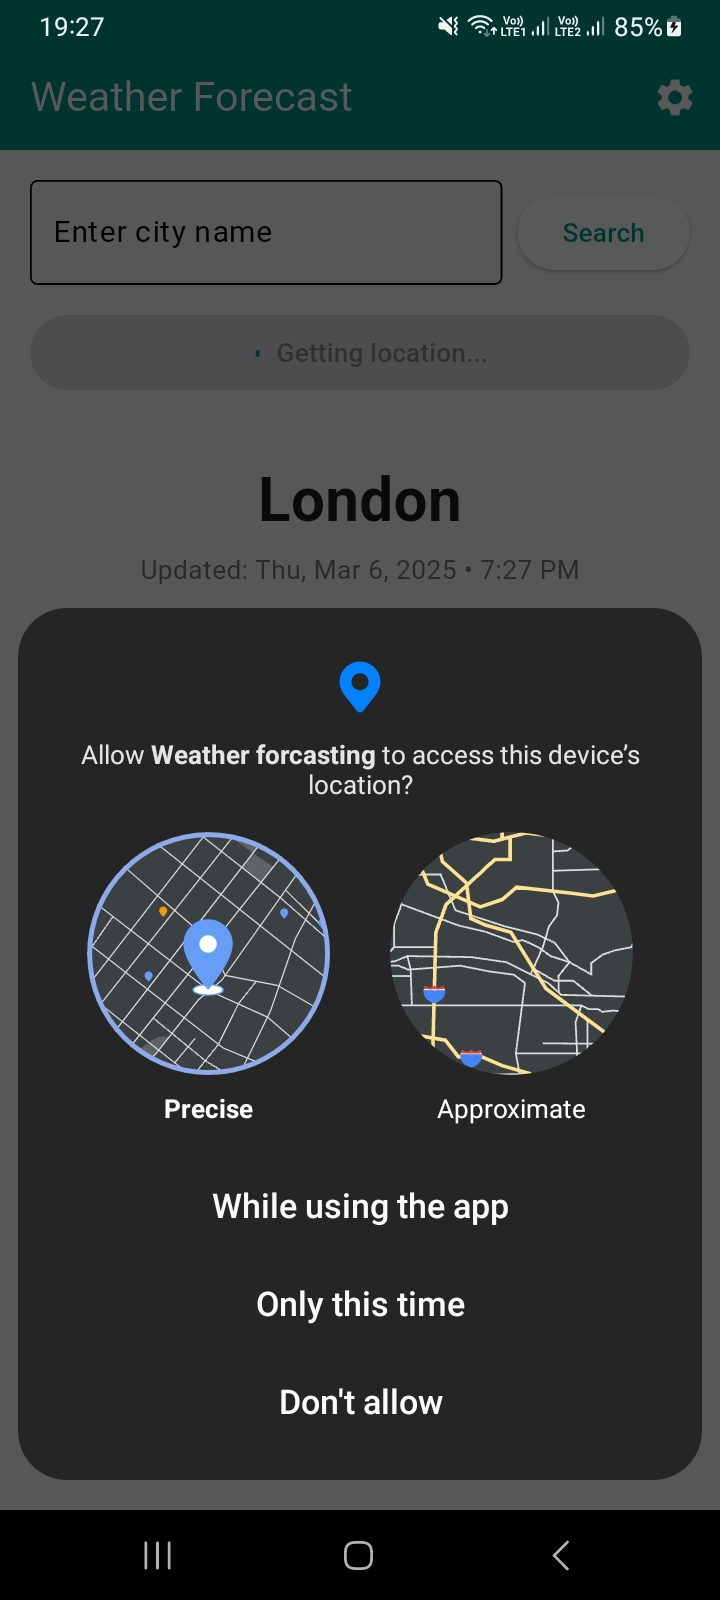 19:27
Vo)) LTE1 Vo)) LTE2 85%
Weather Forecast
Enter city name
Search
Getting location...
London
Updated: Thu, Mar 6, 2025 • 7:27 PM
Allow Weather forcasting to access this device’s
location?
Precise
Approximate
While using the app
Only this time
Don't allow